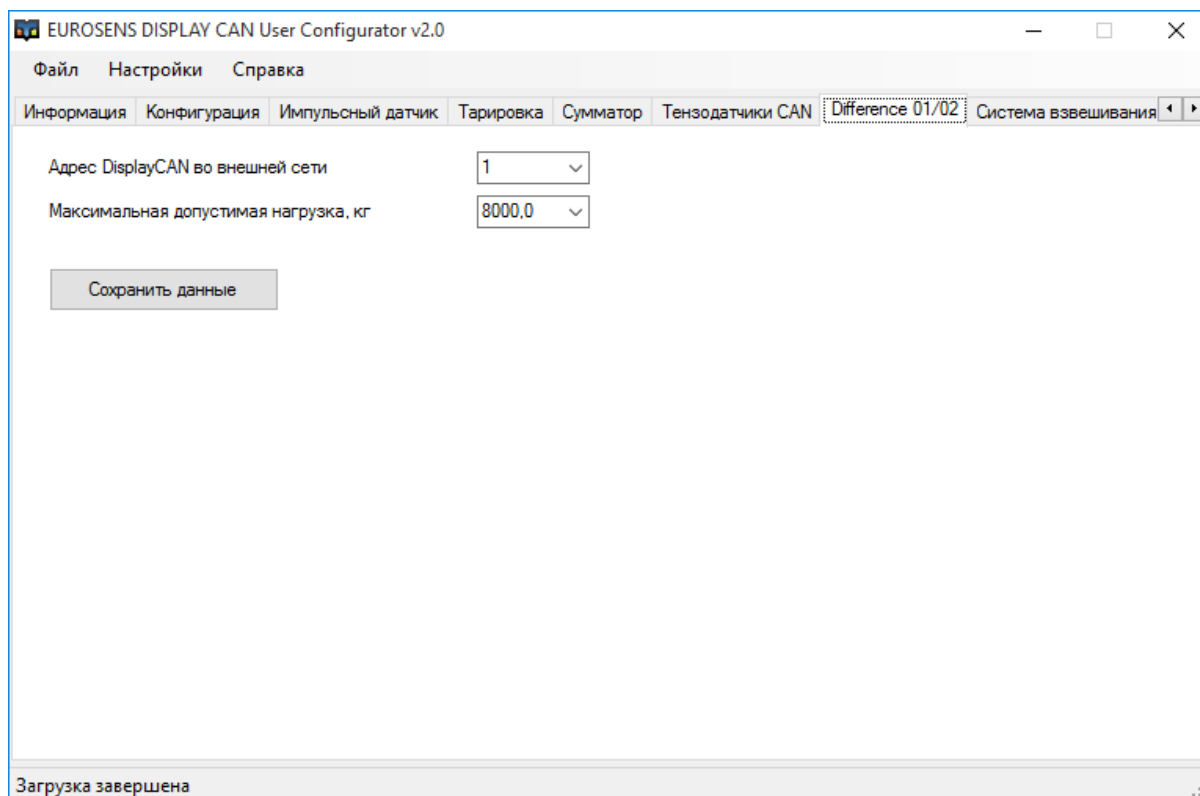 EUROSENS DISPLAY CAN User Configurator v2.0
Файл Настройки Справка
Информация Конфигурация Импульсный датчик Тарировка Сумматор Тензодатчики CAN Difference 01/02 Система взвешивания
Адрес DisplayCAN во внешней сети 1
Максимальная допустимая нагрузка, кг 8000,0
Сохранить данные
Загрузка завершена